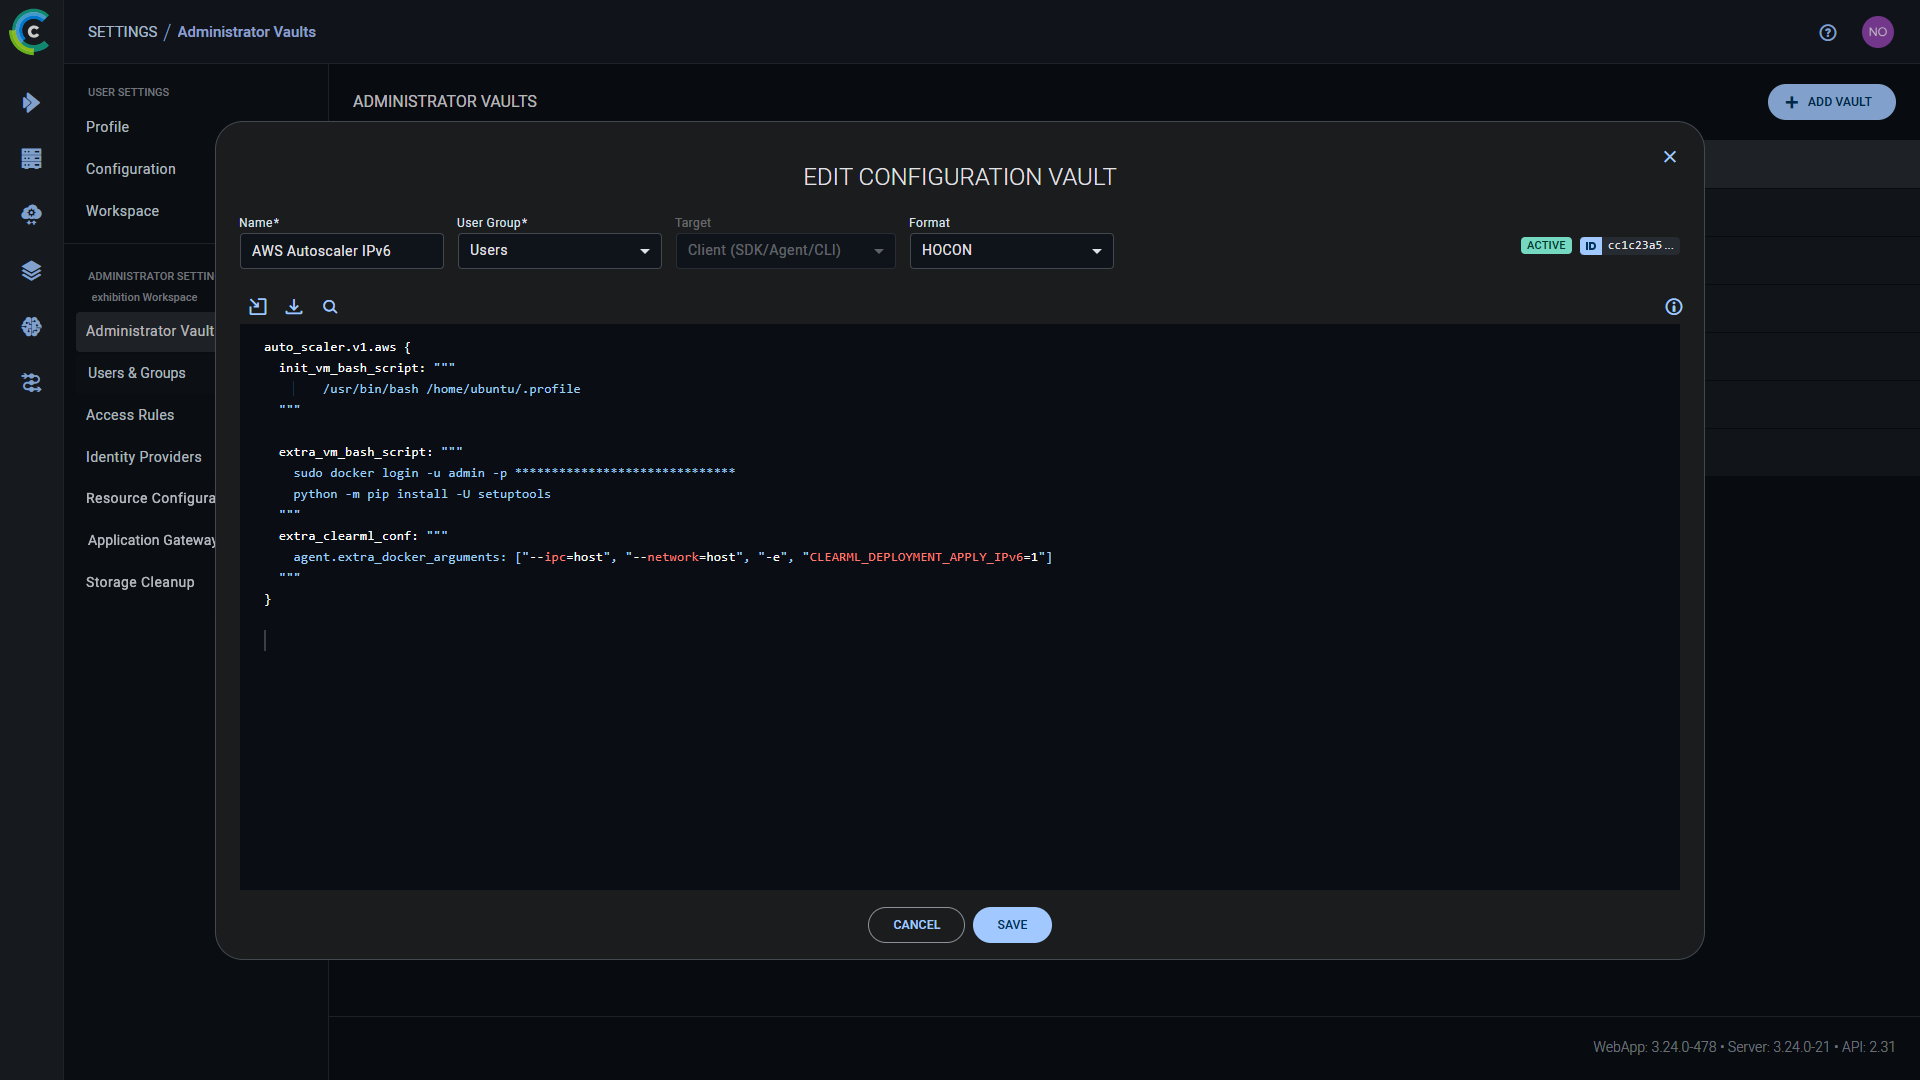 SETTINGS / Administrator Vaults
NO
USER SETTINGS
Profile
Configuration
Workspace
ADMINISTRATOR SETTIN
exhibition Workspace
Administrator Vault
Users & Groups
Access Rules
Identity Providers
Resource Configura
Application Gateway
Storage Cleanup
ADMINISTRATOR VAULTS
ADD VAULT
EDIT CONFIGURATION VAULT
Name*
User Group*
Target
Format
AWS Autoscaler IPv6
Users
Client (SDK/Agent/CLI)
HOCON
ACTIVE
ID cc1c23a5...
auto_scaler.v1.aws {
init_vm_bash_script: """
/usr/bin/bash /home/ubuntu/.profile
"""
extra_vm_bash_script: """
sudo docker login -u admin -p ******************************
python -m pip install -U setuptools
"""
extra_clearml_conf: """
agent.extra_docker_arguments: ["--ipc=host", "--network=host", "-e", "CLEARML_DEPLOYMENT_APPLY_IPv6=1"]
"""
}
CANCEL
SAVE
WebApp: 3.24.0-478 • Server: 3.24.0-21 • API: 2.31